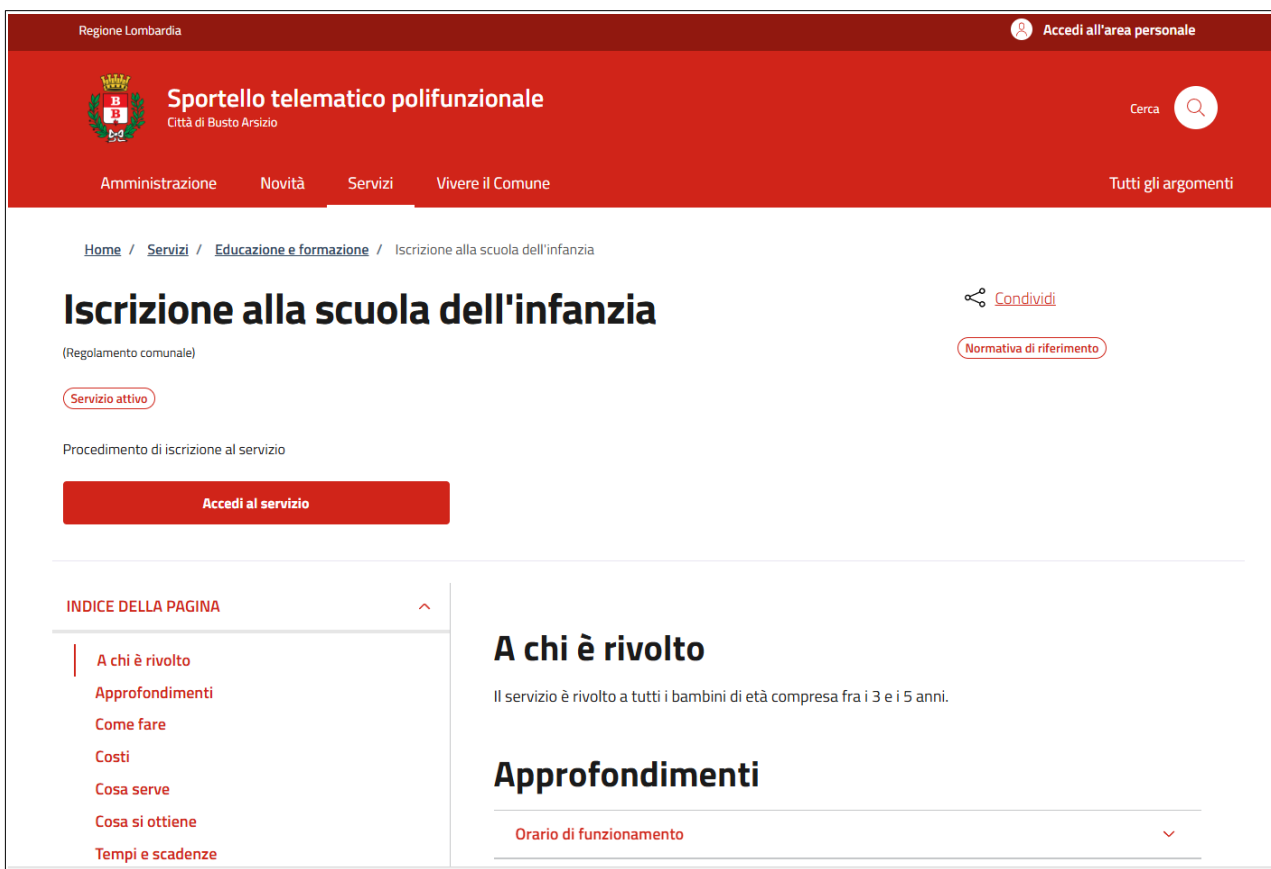 Regione Lombardia
Accedi all'area personale
B
B
Sportello telematico polifunzionale
Città di Busto Arsizio
Cerca
Amministrazione Novità Servizi Vivere il Comune Tutti gli argomenti
Home / Servizi / Educazione e formazione / Iscrizione alla scuola dell'infanzia
Iscrizione alla scuola dell'infanzia
Condividi
(Regolamento comunale)
Normativa di riferimento
Servizio attivo
Procedimento di iscrizione al servizio
Accedi al servizio
INDICE DELLA PAGINA
A chi è rivolto
Approfondimenti
Come fare
Costi
Cosa serve
Cosa si ottiene
Tempi e scadenze
A chi è rivolto
Il servizio è rivolto a tutti i bambini di età compresa fra i 3 e i 5 anni.
Approfondimenti
Orario di funzionamento